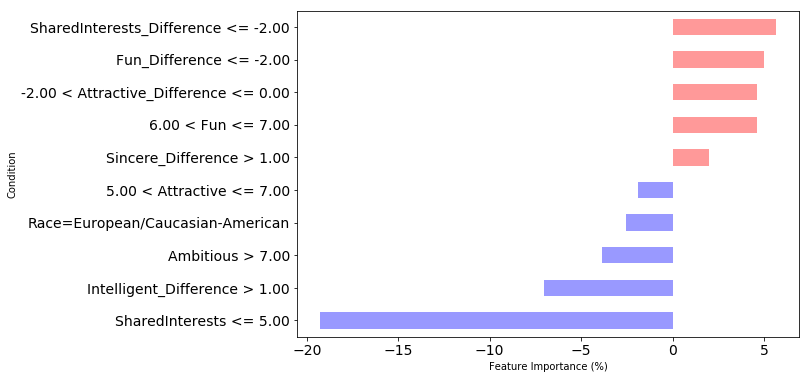 SharedInterests_Difference <= -2.00
Fun_Difference <= -2.00
-2.00 < Attractive_Difference <= 0.00
6.00 < Fun <= 7.00
Sincere_Difference > 1.00
5.00 < Attractive <= 7.00
Race=European/Caucasian-American
Ambitious > 7.00
Intelligent_Difference > 1.00
SharedInterests <= 5.00
Condition
−20 −15 −10 −5 0 5
Feature Importance (%)